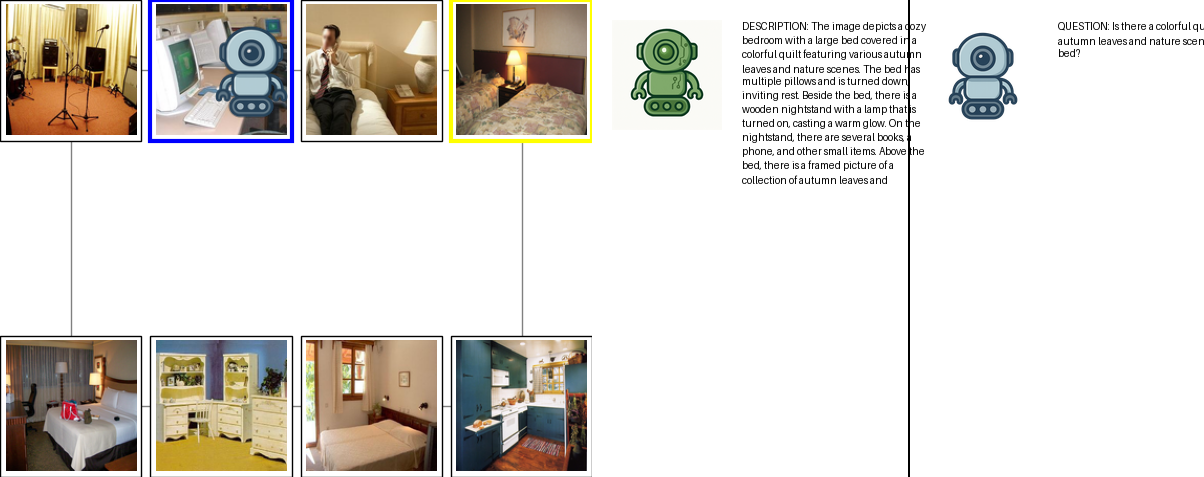 DESCRIPTION: The image depicts a cozy
bedroom with a large bed covered in a
colorful quilt featuring various autumn
leaves and nature scenes. The bed has
multiple pillows and is turned down,
inviting rest. Beside the bed, there is a
wooden nightstand with a lamp that is
turned on, casting a warm glow. On the
nightstand, there are several books, a
phone, and other small items. Above the
bed, there is a framed picture of a
collection of autumn leaves and
QUESTION: Is there a colorful qu
autumn leaves and nature scen
bed?